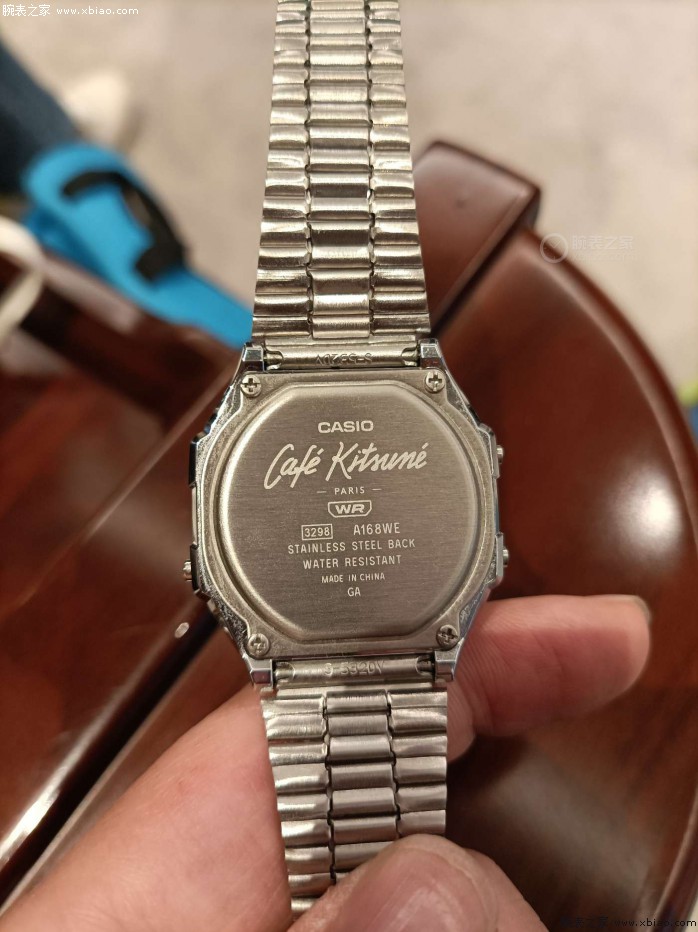 腕表之家 www.xbiao.com
腕表之家
CASIO
Café Kitsuné
PARIS
WR
3298 A168WE
STAINLESS STEEL BACK
WATER RESISTANT
MADE IN CHINA
GA
S-5320V
腕表之家 www.xbiao.com